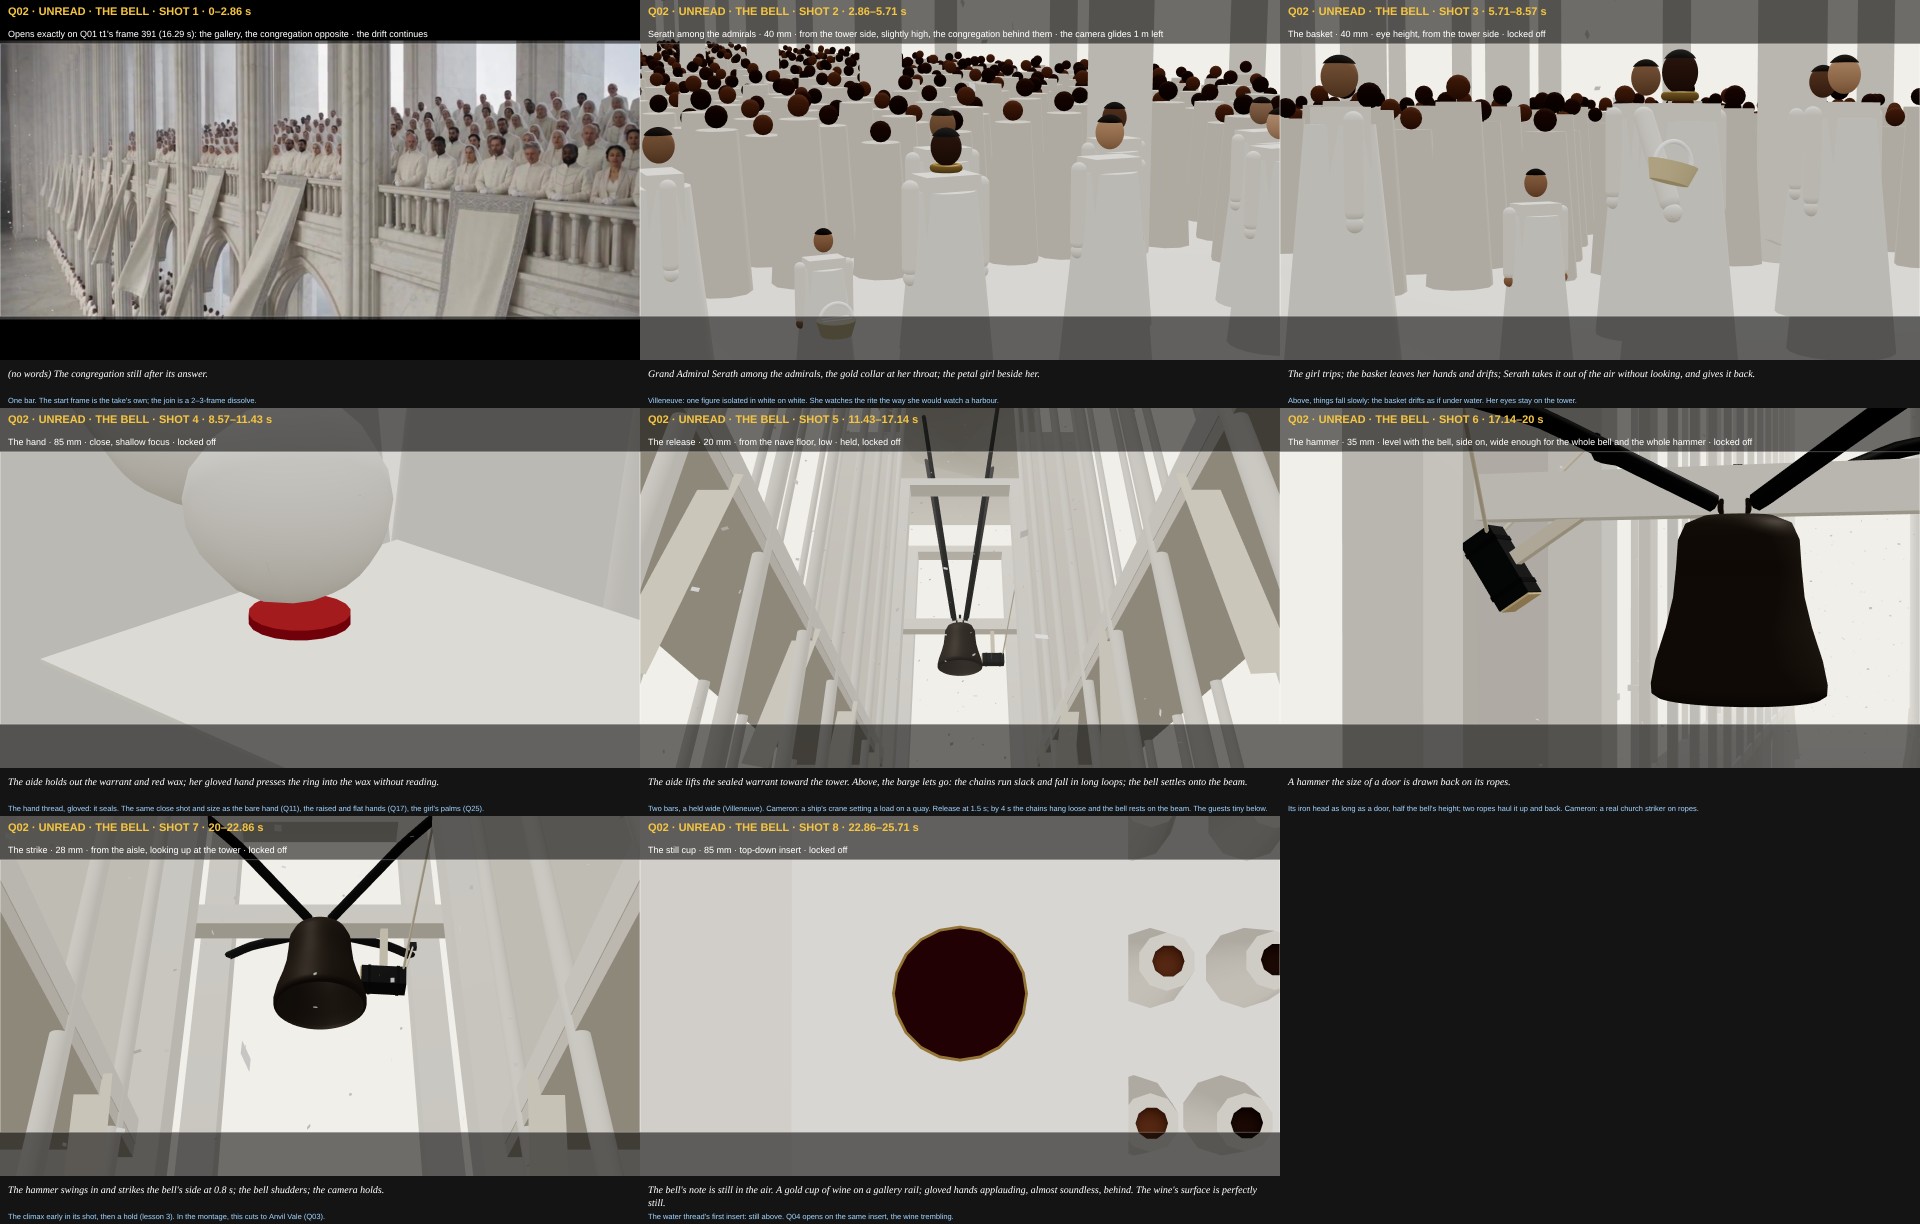 Q02 · UNREAD · THE BELL · SHOT 1 · 0–2.86 s
Opens exactly on Q01 t1's frame 391 (16.29 s): the gallery, the congregation opposite · the drift continues
(no words) The congregation still after its answer.
One bar. The start frame is the take's own; the join is a 2–3-frame dissolve.
Q02 · UNREAD · THE BELL · SHOT 2 · 2.86–5.71 s
Serath among the admirals · 40 mm · from the tower side, slightly high, the congregation behind them · the camera glides 1 m left
Grand Admiral Serath among the admirals, the gold collar at her throat; the petal girl beside her.
Villeneuve: one figure isolated in white on white. She watches the rite the way she would watch a harbour.
Q02 · UNREAD · THE BELL · SHOT 3 · 5.71–8.57 s
The basket · 40 mm · eye height, from the tower side · locked off
The girl trips; the basket leaves her hands and drifts; Serath takes it out of the air without looking, and gives it back.
Above, things fall slowly: the basket drifts as if under water. Her eyes stay on the tower.
Q02 · UNREAD · THE BELL · SHOT 4 · 8.57–11.43 s
The hand · 85 mm · close, shallow focus · locked off
The aide holds out the warrant and red wax; her gloved hand presses the ring into the wax without reading.
The hand thread, gloved: it seals. The same close shot and size as the bare hand (Q11), the raised and flat hands (Q17), the girl's palms (Q25).
Q02 · UNREAD · THE BELL · SHOT 5 · 11.43–17.14 s
The release · 20 mm · from the nave floor, low · held, locked off
The aide lifts the sealed warrant toward the tower. Above, the barge lets go: the chains run slack and fall in long loops; the bell settles onto the beam.
Two bars, a held wide (Villeneuve). Cameron: a ship's crane setting a load on a quay. Release at 1.5 s; by 4 s the chains hang loose and the bell rests on the beam. The guests tiny below.
Q02 · UNREAD · THE BELL · SHOT 6 · 17.14–20 s
The hammer · 35 mm · level with the bell, side on, wide enough for the whole bell and the whole hammer · locked off
A hammer the size of a door is drawn back on its ropes.
Its iron head as long as a door, half the bell's height; two ropes haul it up and back. Cameron: a real church striker on ropes.
Q02 · UNREAD · THE BELL · SHOT 7 · 20–22.86 s
The strike · 28 mm · from the aisle, looking up at the tower · locked off
The hammer swings in and strikes the bell's side at 0.8 s; the bell shudders; the camera holds.
The climax early in its shot, then a hold (lesson 3). In the montage, this cuts to Anvil Vale (Q03).
Q02 · UNREAD · THE BELL · SHOT 8 · 22.86–25.71 s
The still cup · 85 mm · top-down insert · locked off
The bell's note is still in the air. A gold cup of wine on a gallery rail; gloved hands applauding, almost soundless, behind. The wine's surface is perfectly
still.
The water thread's first insert: still above. Q04 opens on the same insert, the wine trembling.